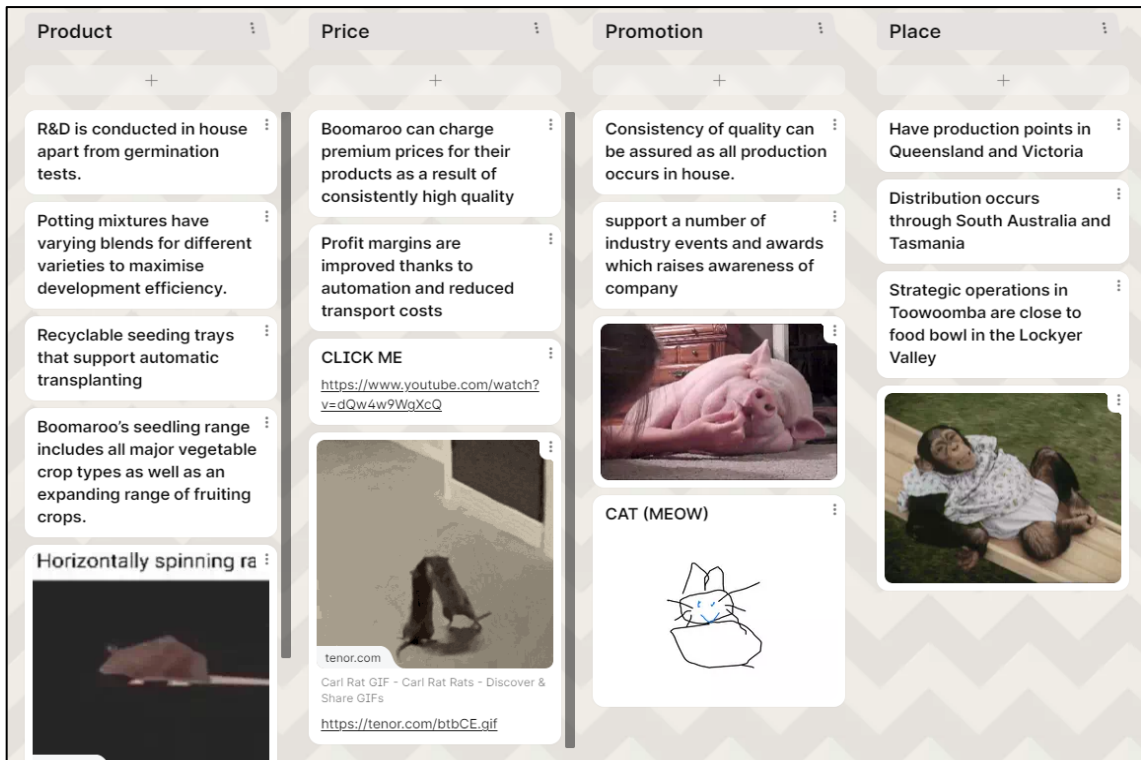 Product
R&D is conducted in house
apart from germination
tests.
Potting mixtures have
varying blends for different
varieties to maximise
development efficiency.
Recyclable seeding trays
that support automatic
transplanting
Boomaroo's seedling range
includes all major vegetable
crop types as well as an
expanding range of fruiting
crops.
Horizontally spinning ra
Price
Boomaroo can charge
premium prices for their
products as a result of
consistently high quality
Profit margins are
improved thanks to
automation and reduced
transport costs
CLICK ME
https://www.youtube.com/watch?
v=dQw4w9WgXcQ
tenor.com
Carl Rat GIF - Carl Rat Rats - Discover &
Share GIFs
https://tenor.com/btbCE.gif
Promotion
Consistency of quality can
be assured as all production
occurs in house.
support a number of
industry events and awards
which raises awareness of
company
CAT (MEOW)
Place
Have production points in
Queensland and Victoria
Distribution occurs
through South Australia and
Tasmania
Strategic operations in
Toowoomba are close to
food bowl in the Lockyer
Valley